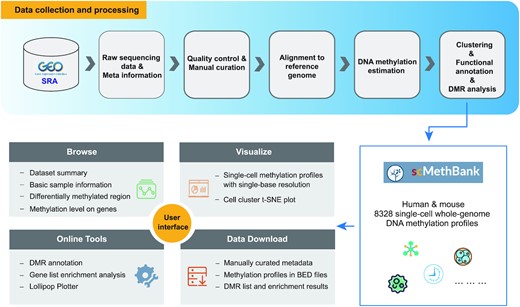 Data collection and processing
GEO
SRA
Raw sequencing
data &
Meta information
Quality control &
Manual curation
Alignment to
reference
genome
DNA methylation
estimation
Clustering
&
Functional
annotation
&
DMR analysis
Browse
Dataset summary
Basic sample information
Differentially methylated region
Methylation level on genes
Visualize
Single-cell methylation profiles
with single-base resolution
Cell cluster t-SNE plot
User
interface
Online Tools
DMR annotation
Gene list enrichment analysis
Lollipop Plotter
Data Download
Manually curated metadata
Methylation profiles in BED files
DMR list and enrichment results
scMethBank
Human & mouse
8328 single-cell whole-genome
DNA methylation profiles
... ... ...